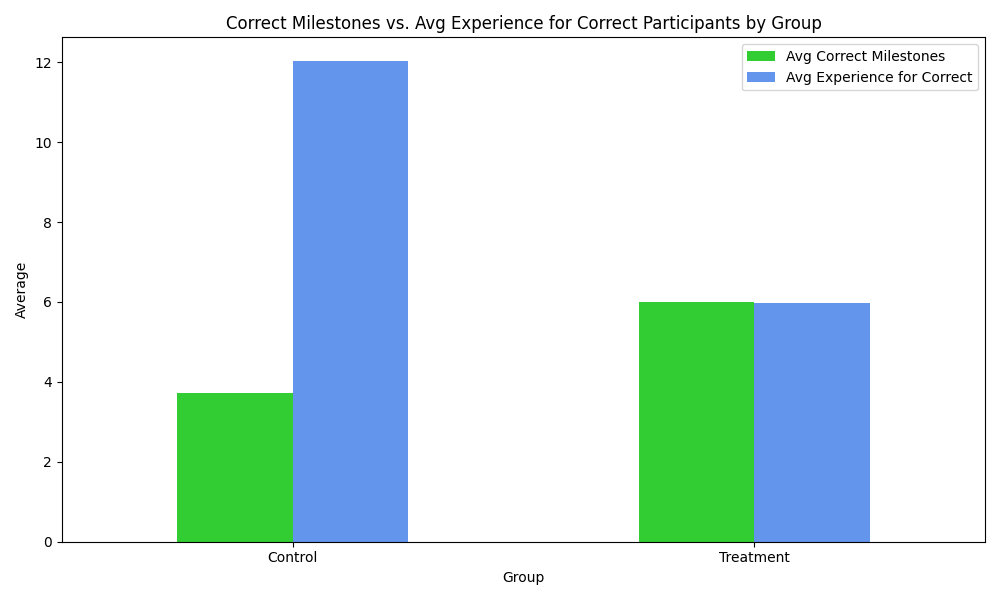 Correct Milestones vs. Avg Experience for Correct Participants by Group
Avg Correct Milestones
Avg Experience for Correct
12
10
8
6
4
2
0
Average
Control
Treatment
Group